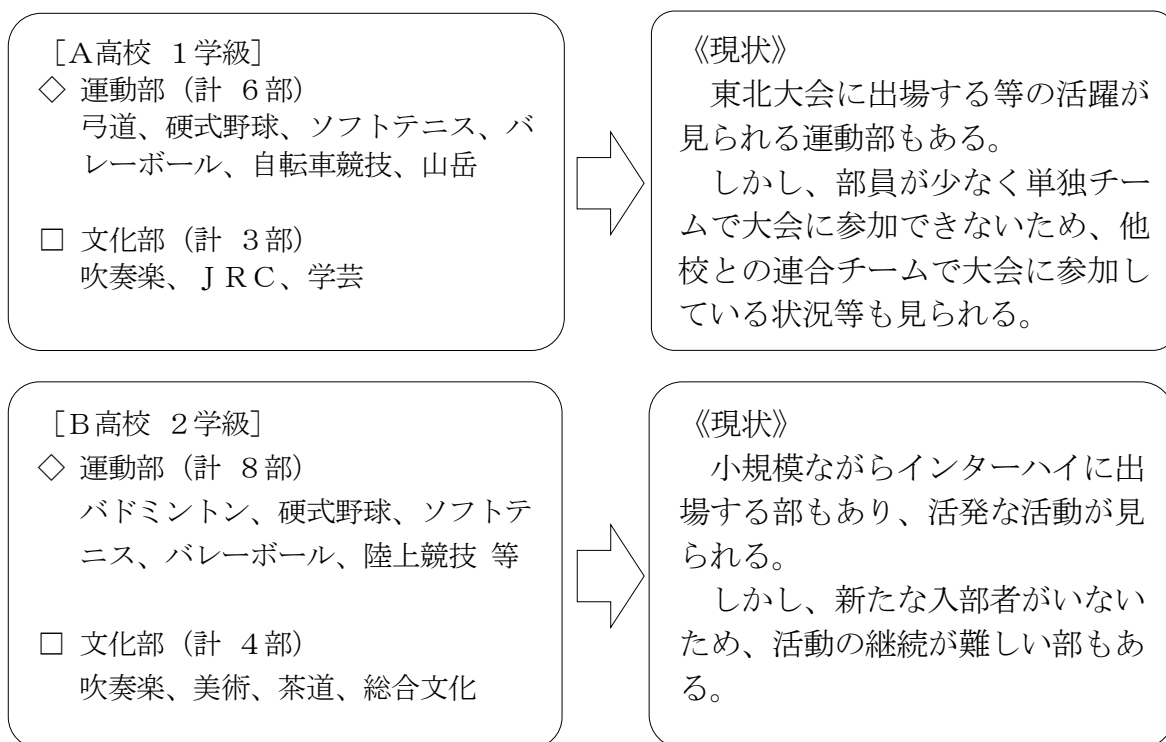 ［Ａ高校 １学級］
◇ 運動部（計 ６部）
弓道、硬式野球、ソフトテニス、バ
レーボール、自転車競技、山岳
□ 文化部（計 ３部）
吹奏楽、ＪＲＣ、学芸
《現状》
東北大会に出場する等の活躍が
見られる運動部もある。
しかし、部員が少なく単独チー
ムで大会に参加できないため、他
校との連合チームで大会に参加し
ている状況等も見られる。
［Ｂ高校 ２学級］
◇ 運動部（計 ８部）
バドミントン、硬式野球、ソフトテ
ニス、バレーボール、陸上競技 等
□ 文化部（計 ４部）
吹奏楽、美術、茶道、総合文化
《現状》
小規模ながらインターハイに出
場する部もあり、活発な活動が見
られる。
しかし、新たな入部者がいない
ため、活動の継続が難しい部もあ
る。